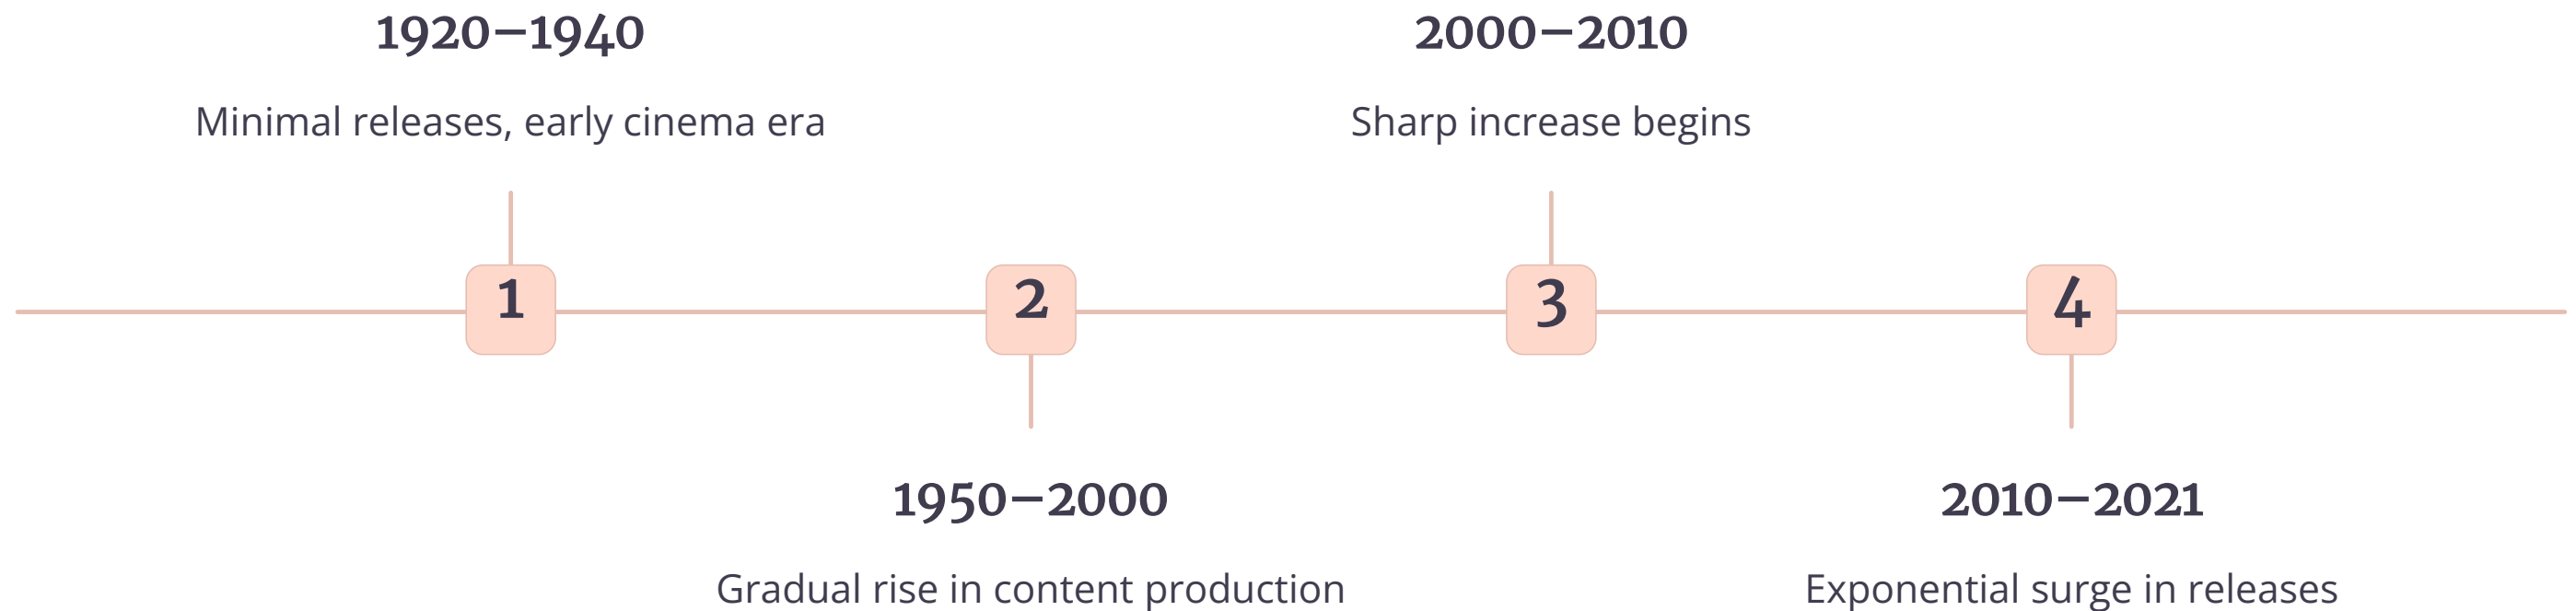 1920–1940
Minimal releases, early cinema era
2000–2010
Sharp increase begins
1
2
3
4
1950–2000
Gradual rise in content production
2010–2021
Exponential surge in releases